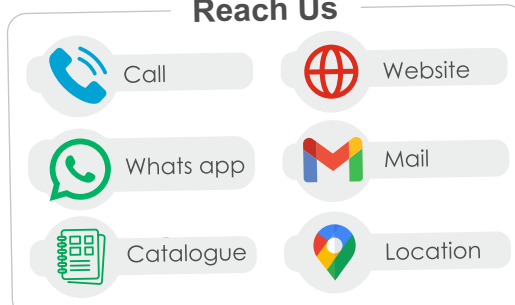 Reach Us
Call
Website
Whats app
Mail
Catalogue
Location